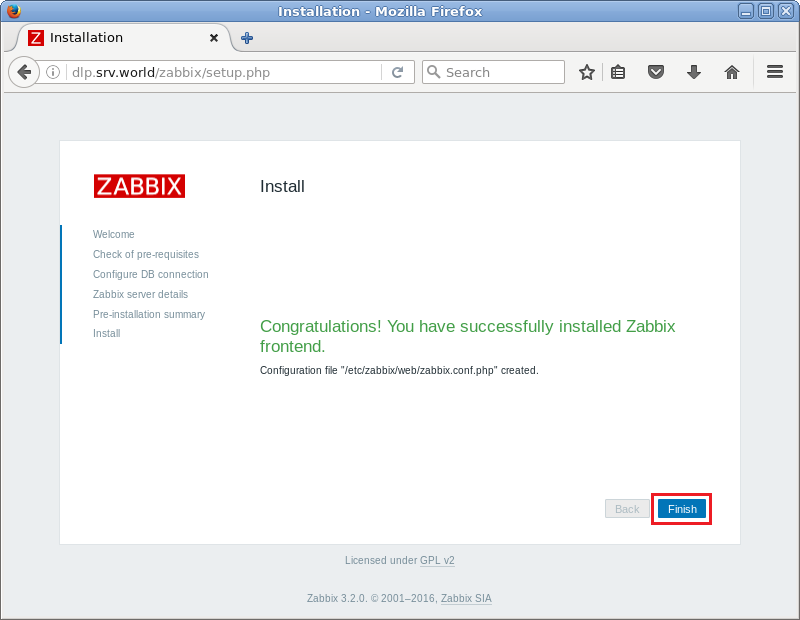 Installation - Mozilla Firefox
Z Installation
dlp.srv.world/zabbix/setup.php
Search
ZABBIX
Install
Welcome
Check of pre-requisites
Configure DB connection
Zabbix server details
Pre-installation summary
Install
Congratulations! You have successfully installed Zabbix
frontend.
Configuration file "/etc/zabbix/web/zabbix.conf.php" created.
Back
Finish
Licensed under GPL v2
Zabbix 3.2.0. © 2001–2016, Zabbix SIA